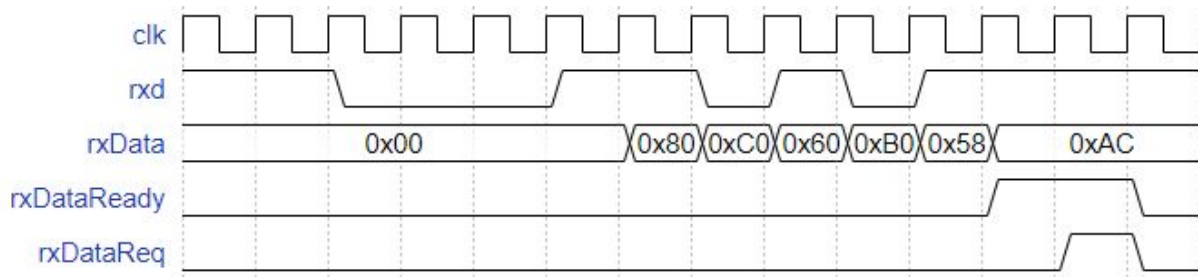 clk
rxd
rxData 0x00 0x80 0xC0 0x60 0xB0 0x58 0xAC
rxDataReady
rxDataReq